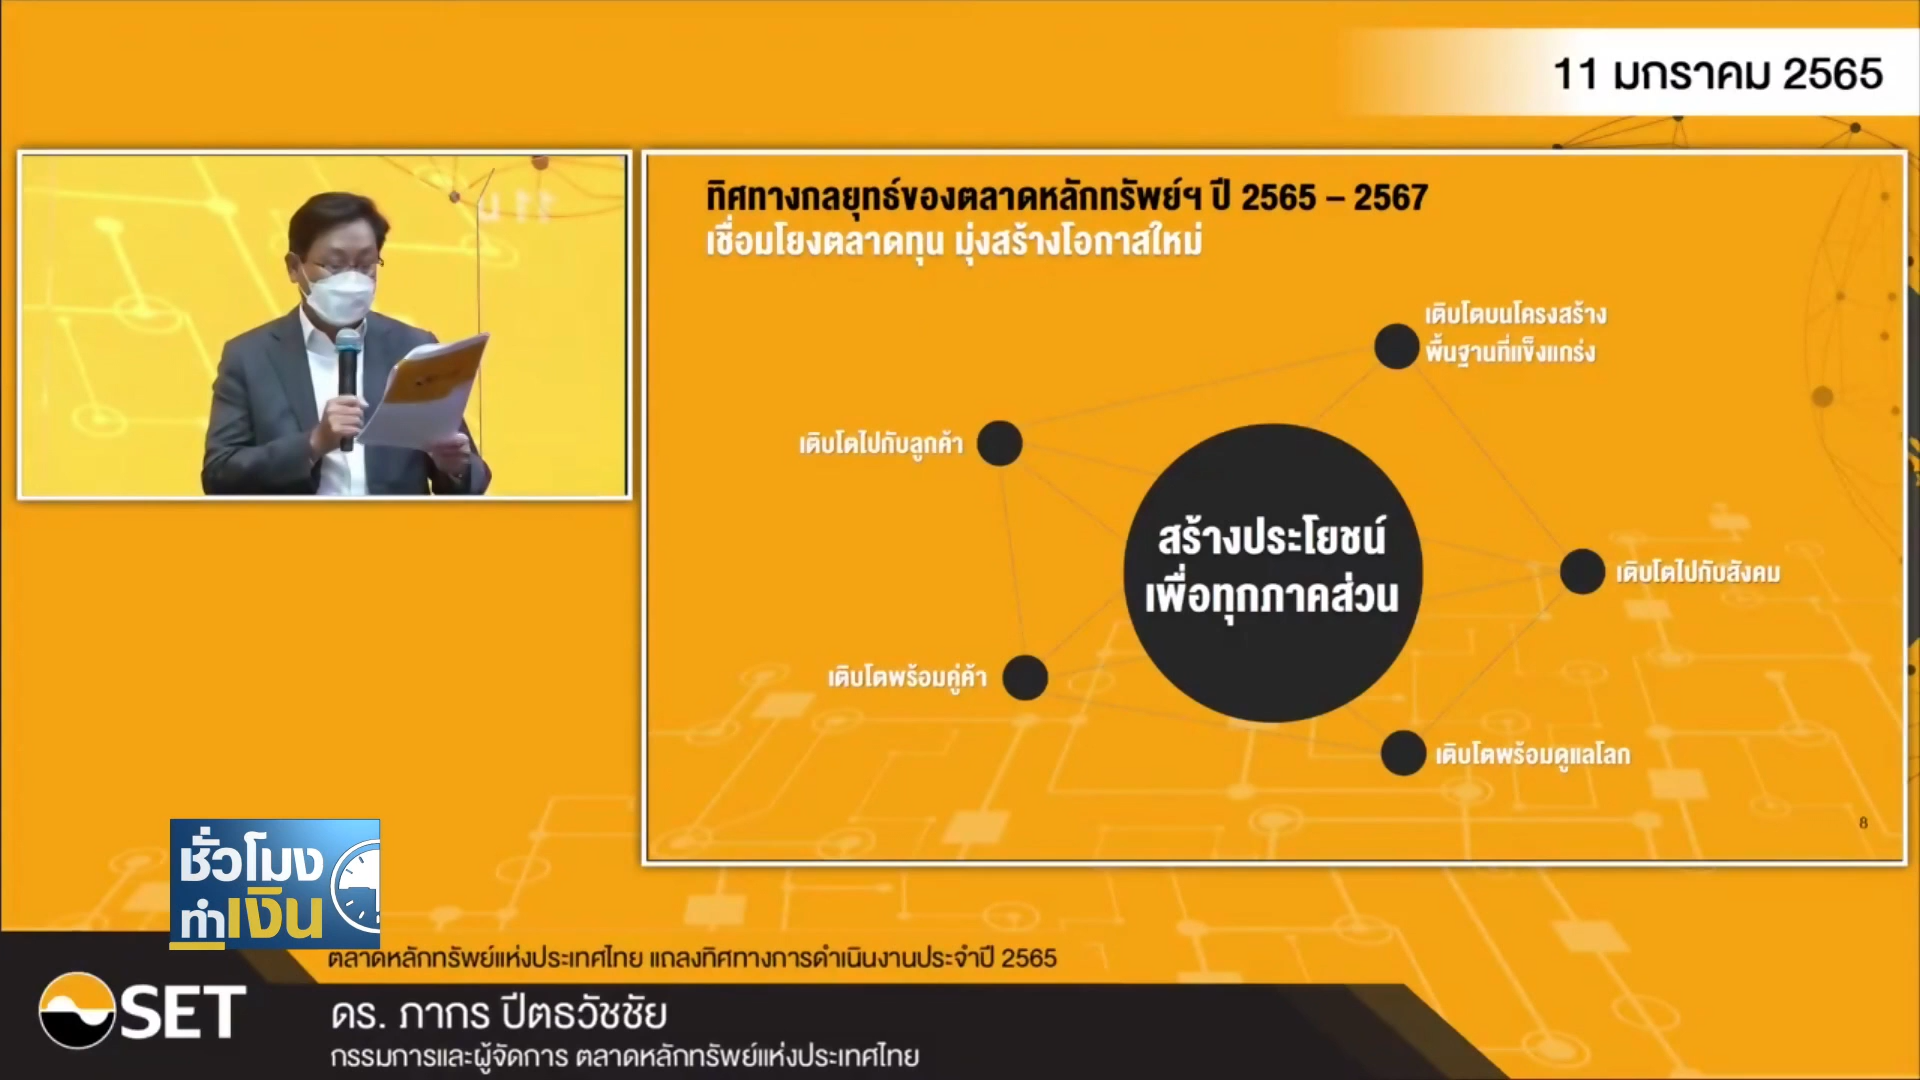 11 มกราคม 2565
ทิศทางกลยุทธ์ของตลาดหลักทรัพย์ฯ ปี 2565 – 2567
เชื่อมโยงตลาดทุน มุ่งสร้างโอกาสใหม่
เติบโตบนโครงสร้าง
พื้นฐานที่แข็งแกร่ง
เติบโตไปกับลูกค้า
สร้างประโยชน์
เพื่อทุกภาคส่วน
เติบโตไปกับสังคม
เติบโตพร้อมคู่ค้า
เติบโตพร้อมดูแลโลก
8
ชั่วโมง
ทำเงิน
ตลาดหลักทรัพย์แห่งประเทศไทย แถลงทิศทางการดำเนินงานประจำปี 2565
SET
ดร. ภากร ปีตธวัชชัย
กรรมการและผู้จัดการ ตลาดหลักทรัพย์แห่งประเทศไทย